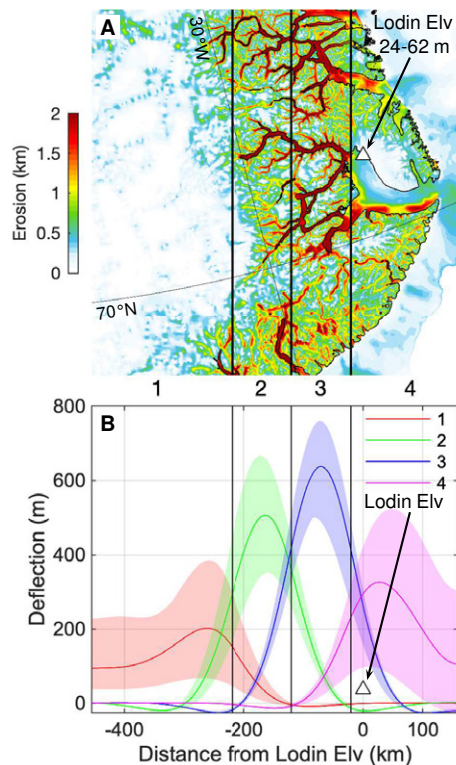 A
30°W
Lodin Elv
24-62 m
Erosion (km)
2
1.5
1
0.5
0
70°N
1 2 3 4
B
Deflection (m)
800
600
400
200
0
1
2
3
4
Lodin Elv
-400 -200 0 100
Distance from Lodin Elv (km)